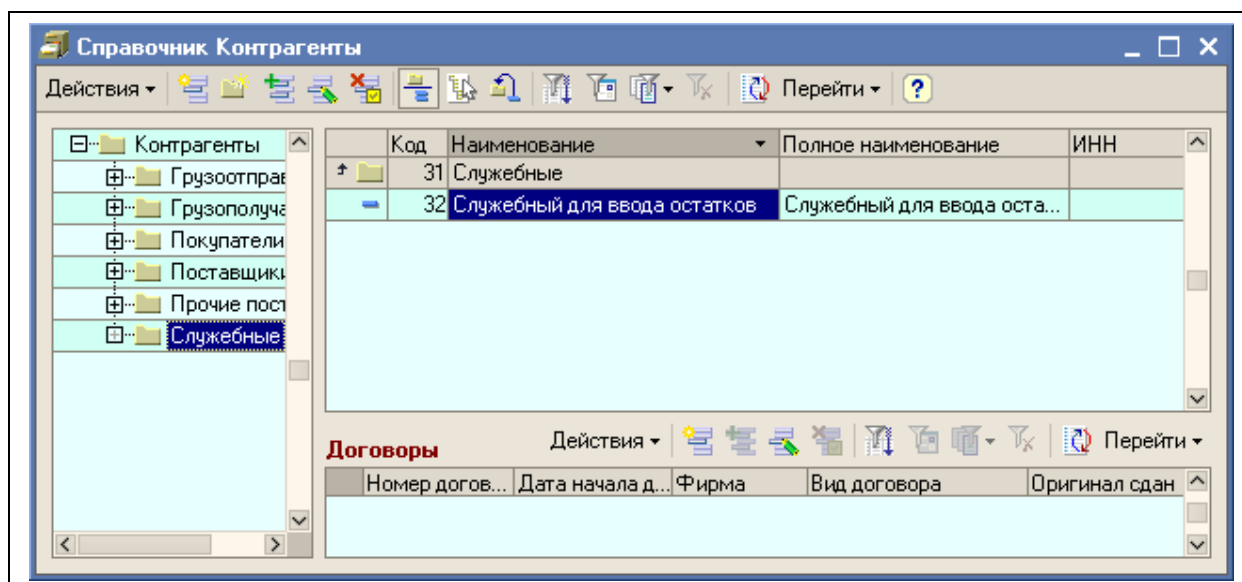 Справочник Контрагенты
Действия Перейти ?
Контрагенты
Грузоотправ
Грузополуча
Покупатели
Поставщики
Прочие пост
Служебные
Код Наименование Полное наименование ИНН
31 Служебные
32 Служебный для ввода остатков Служебный для ввода оста...
Договоры Действия Перейти
Номер догов... Дата начала д... Фирма Вид договора Оригинал сдан